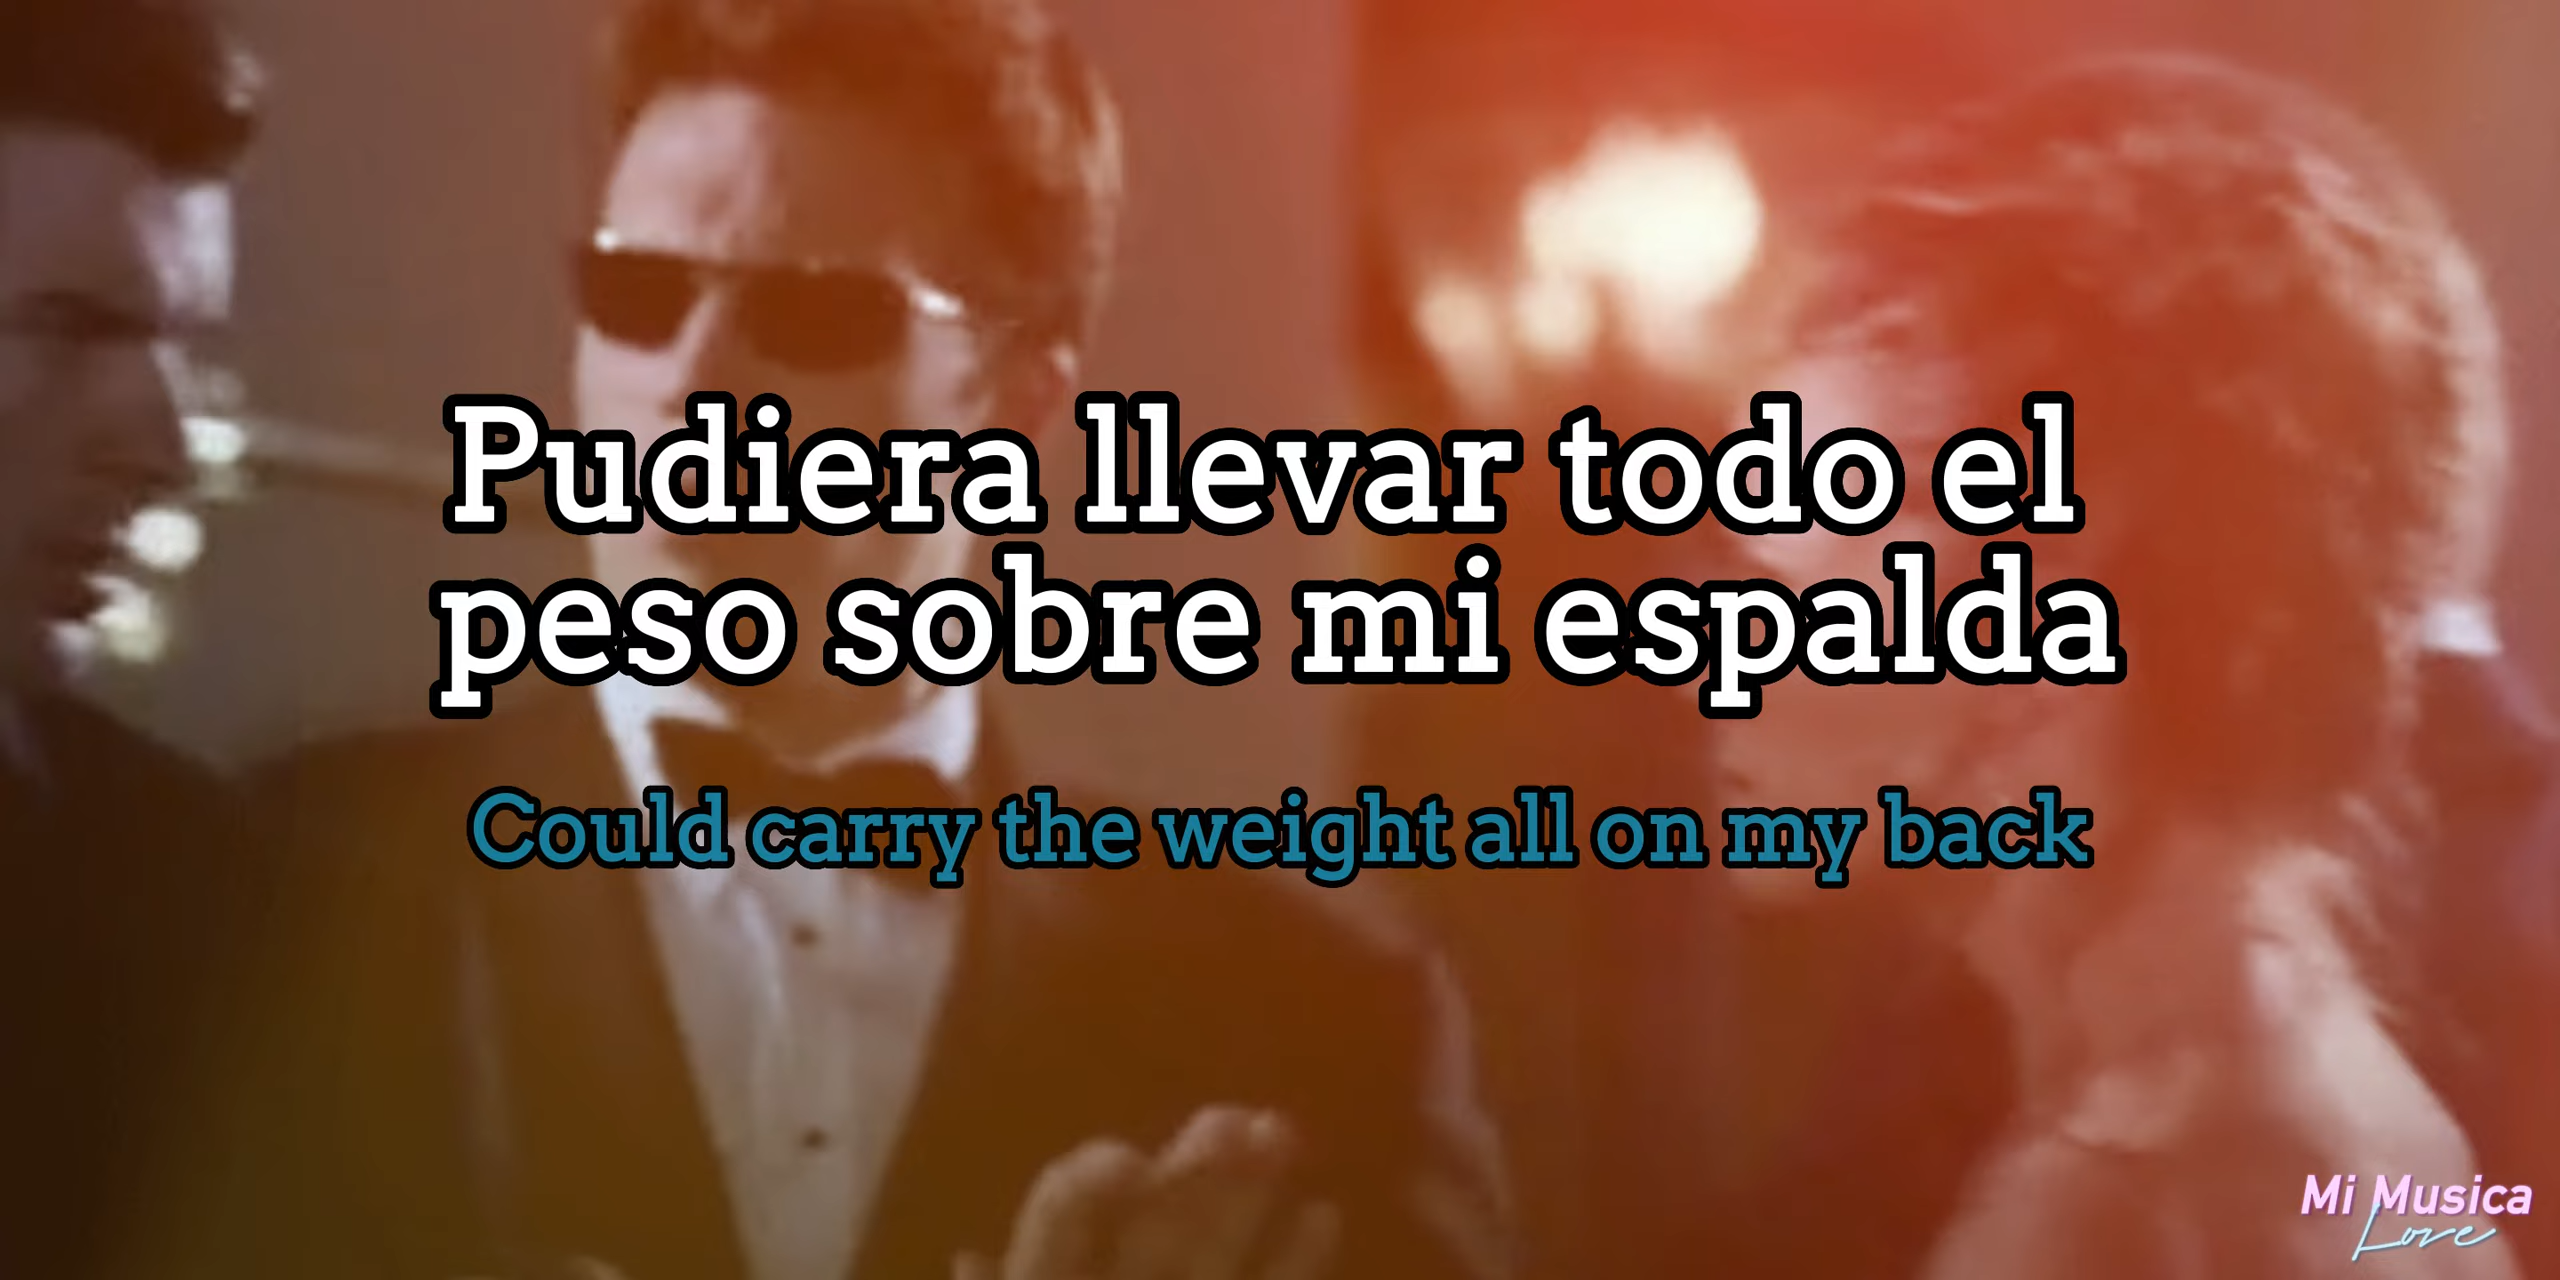 Pudiera llevar todo el
peso sobre mi espalda
Could carry the weight all on my back
Mi Musica
Love